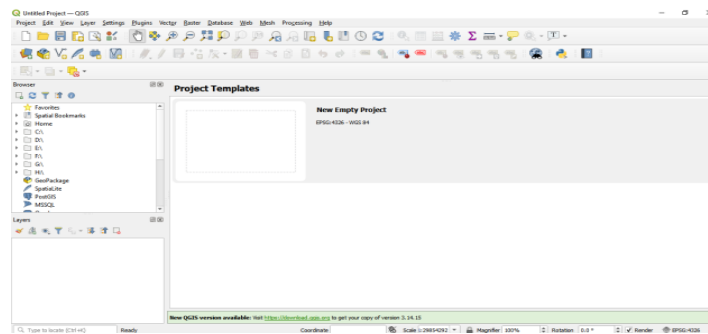 Untitled Project — QGIS
Project Edit View Layer Settings Plugins Vector Raster Database Web Mesh Processing Help
Browser
Project Templates
Favorites
Spatial Bookmarks
Home
C:\
D:\
E:\
F:\
G:\
H:\
GeoPackage
SpatiaLite
PostGIS
MSSQL
New Empty Project
EPSG:4326 - WGS 84
Layers
New QGIS version available: Visit https://download.qgis.org to get your copy of version 3.14.15
Type to locate (Ctrl+K)
Ready
Coordinate
Scale 1:29854292
Magnifier 100%
Rotation 0.0 °
Render
EPSG:4326